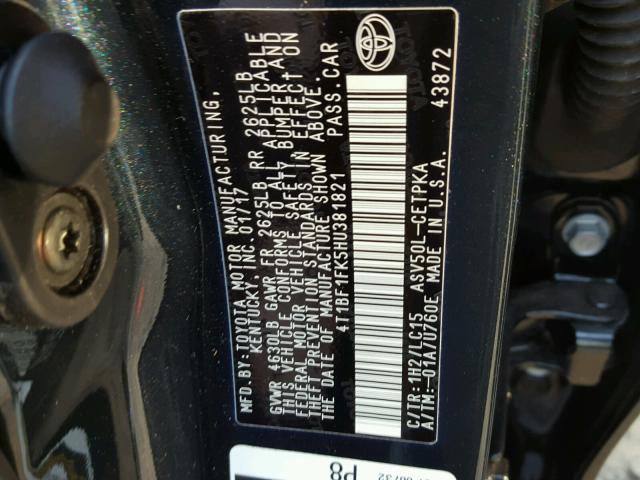 MFD.BY:TOYOTA MOTOR MANUFACTURING,
KENTUCKY, INC. 01/17
GVWR 4630LB GAWR FR 2625LB RR 2625LB
THIS VEHICLE CONFORMS TO ALL APPLICABLE
FEDERAL MOTOR VEHICLE SAFETY, BUMPER, AND
THEFT PREVENTION STANDARDS IN EFFECT ON
THE DATE OF MANUFACTURE SHOWN ABOVE.
4T1BF1FK5HU381821 PASS.CAR
C/TR:1H2/LC15 ASV50L-CETPKA
A/TM:-01A/U760E MADE IN U.S.A. 43872
TOYOTA
P8